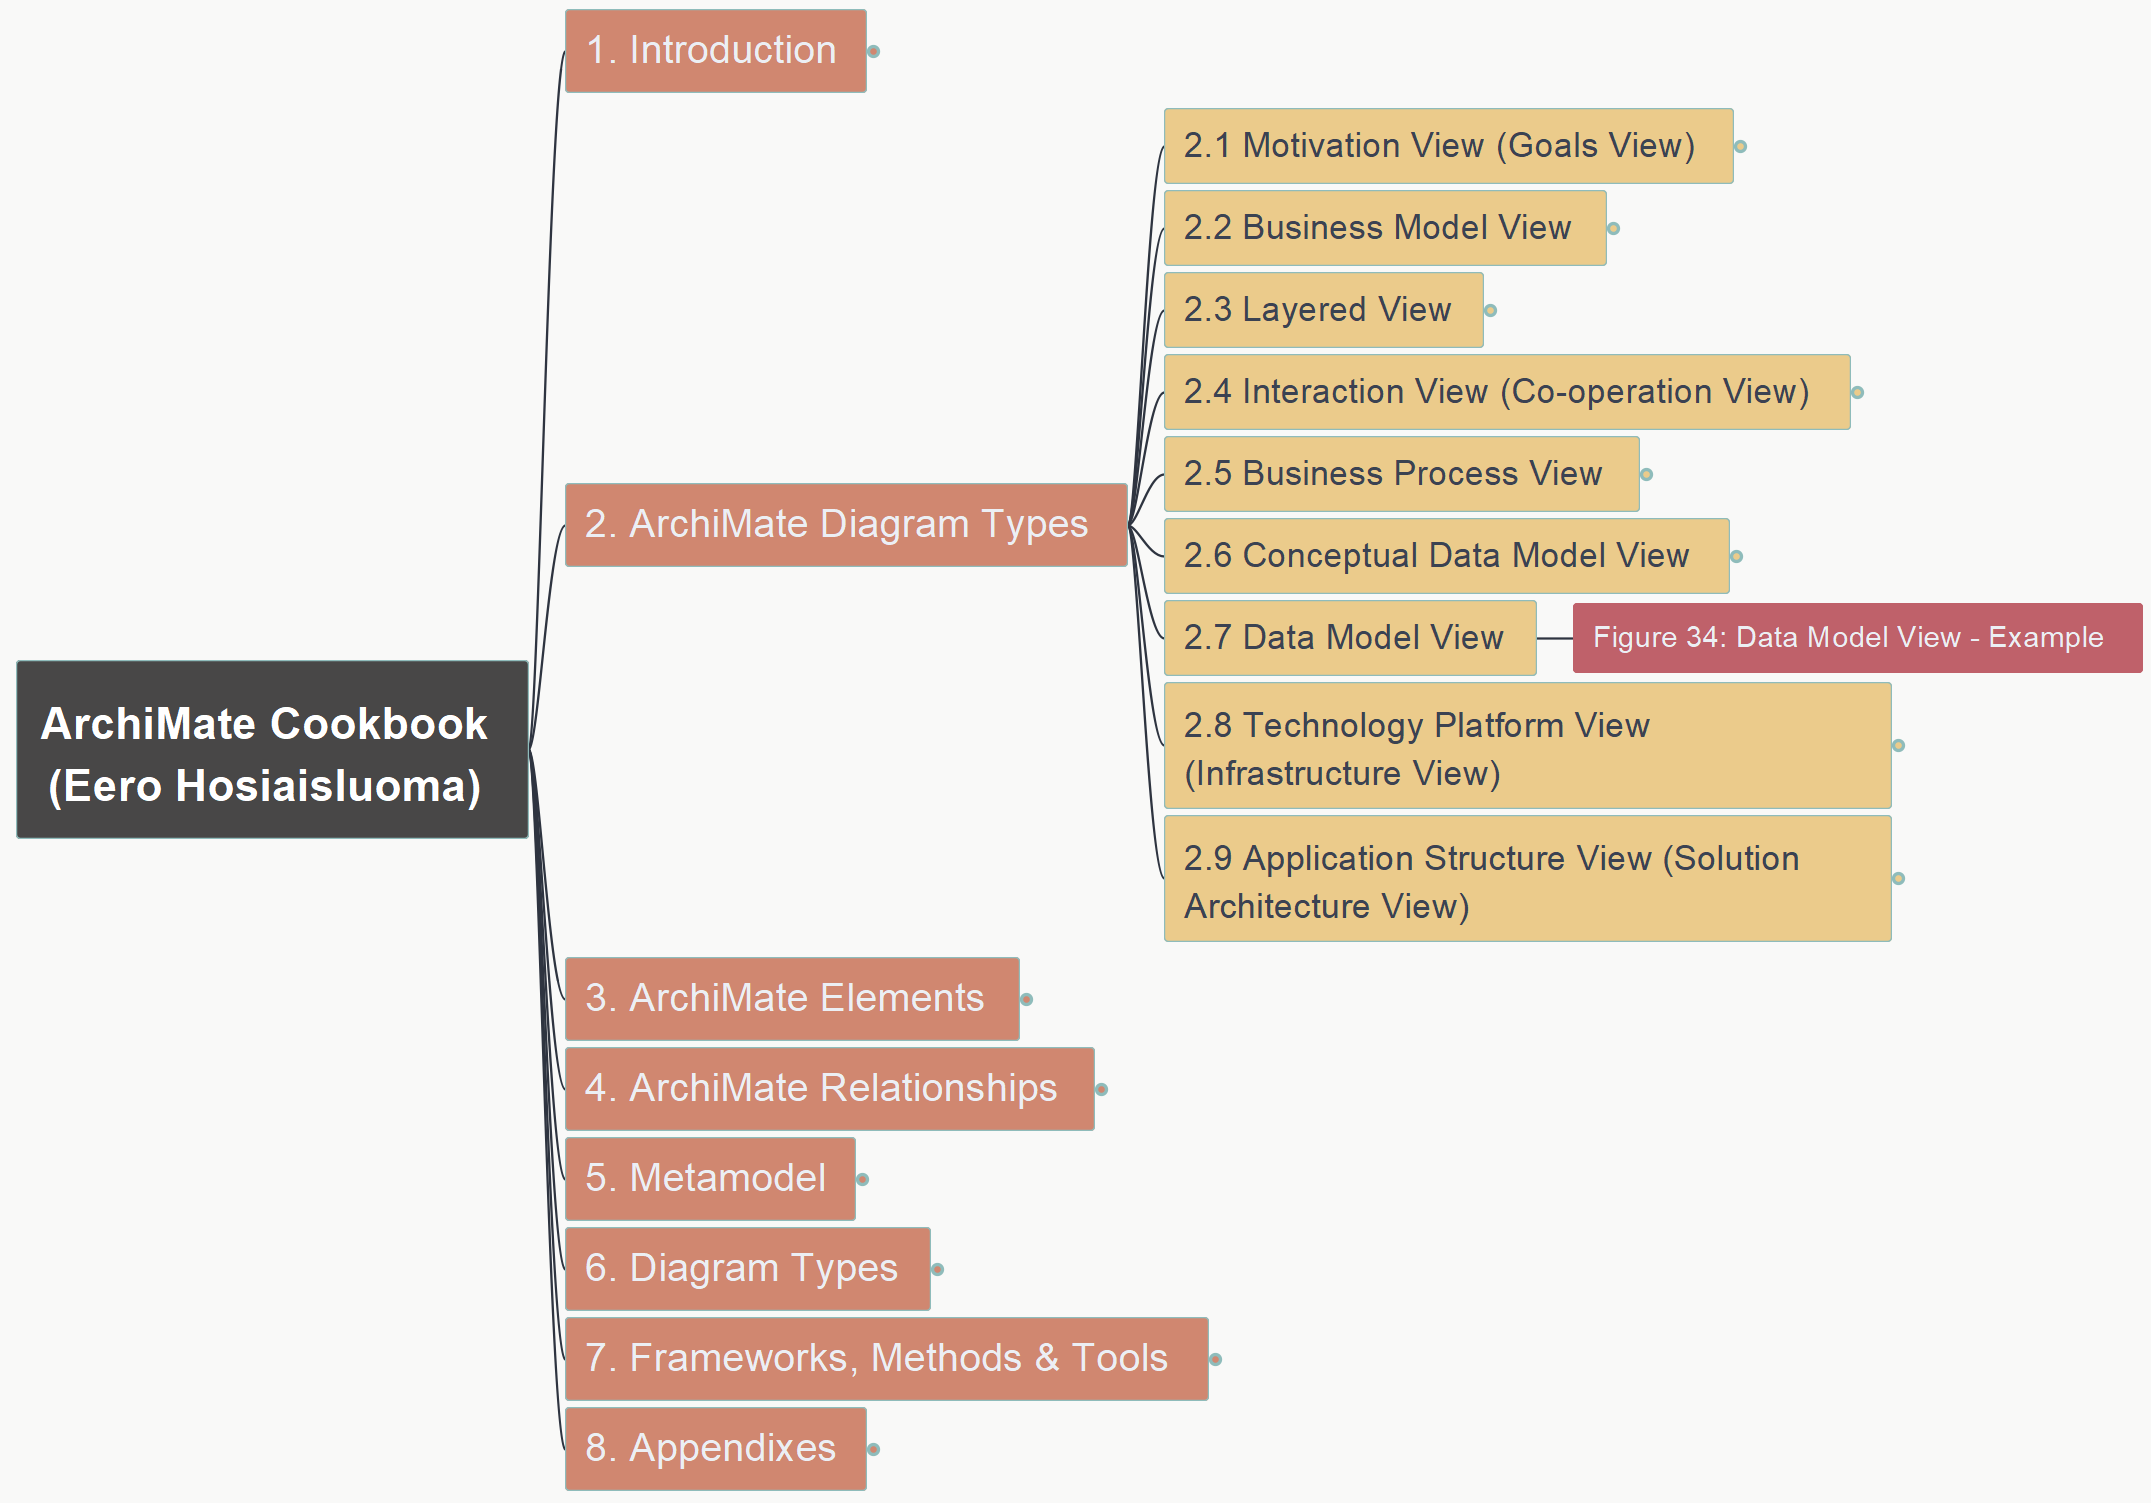 ArchiMate Cookbook
(Eero Hosiaisluoma)
1. Introduction
2. ArchiMate Diagram Types
2.1 Motivation View (Goals View)
2.2 Business Model View
2.3 Layered View
2.4 Interaction View (Co-operation View)
2.5 Business Process View
2.6 Conceptual Data Model View
2.7 Data Model View
Figure 34: Data Model View - Example
2.8 Technology Platform View
(Infrastructure View)
2.9 Application Structure View (Solution
Architecture View)
3. ArchiMate Elements
4. ArchiMate Relationships
5. Metamodel
6. Diagram Types
7. Frameworks, Methods & Tools
8. Appendixes